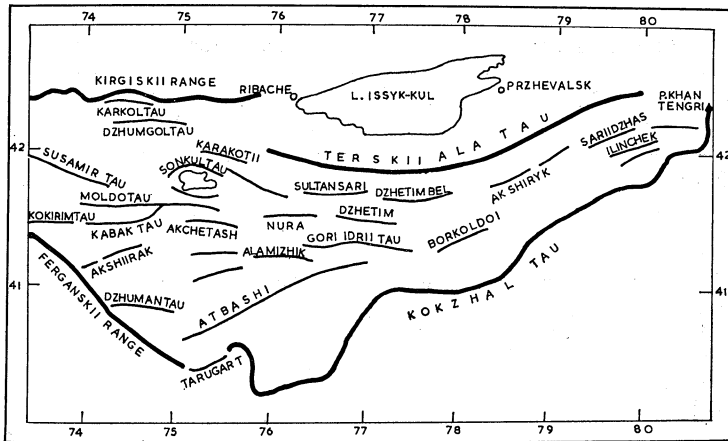 74 75 76 77 78 79 80
KIRGISKII RANGE
RIBACHE
L. ISSYK-KUL
PRZHEVALSK
P.KHAN
TENGRI
KARKOLTAU
DZHUMGOLTAU
42
KARAKOTII
TERSKII ALA TAU
SARIIDZHAS
ILINCHEK
42
SUSAMIR TAU
SONKULTAU
SULTANSARI
DZHETIMBEL
AKSHIRYK
MOLDOTAU
KOKIRIMTAU
KABAK TAU
AKCHETASH
NURA
DZHETIM
GORI IDRII TAU
BORKOLDOI
AKSHIIRAK
ALAMIZHIK
41
FERGANSKII RANGE
DZHUMANTAU
ATBASHI
KOKZHAL TAU
41
TARUGART
74 75 76 77 78 79 80